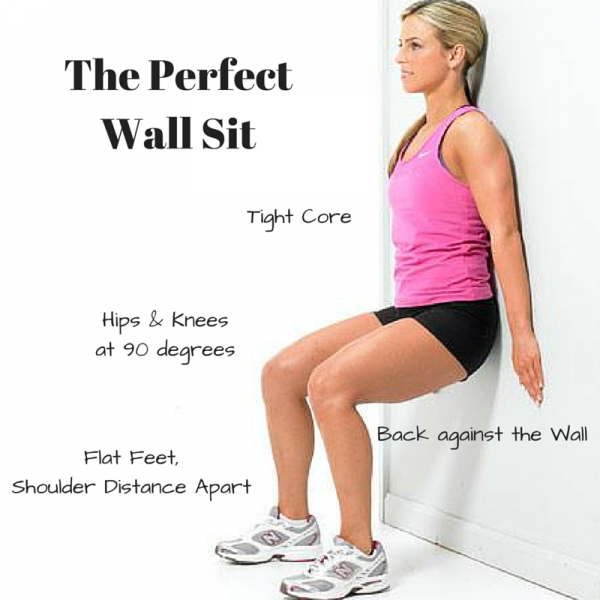 The Perfect
Wall Sit
Tight Core
Hips & Knees
at 90 degrees
Back against the Wall
Flat Feet,
Shoulder Distance Apart
N
N